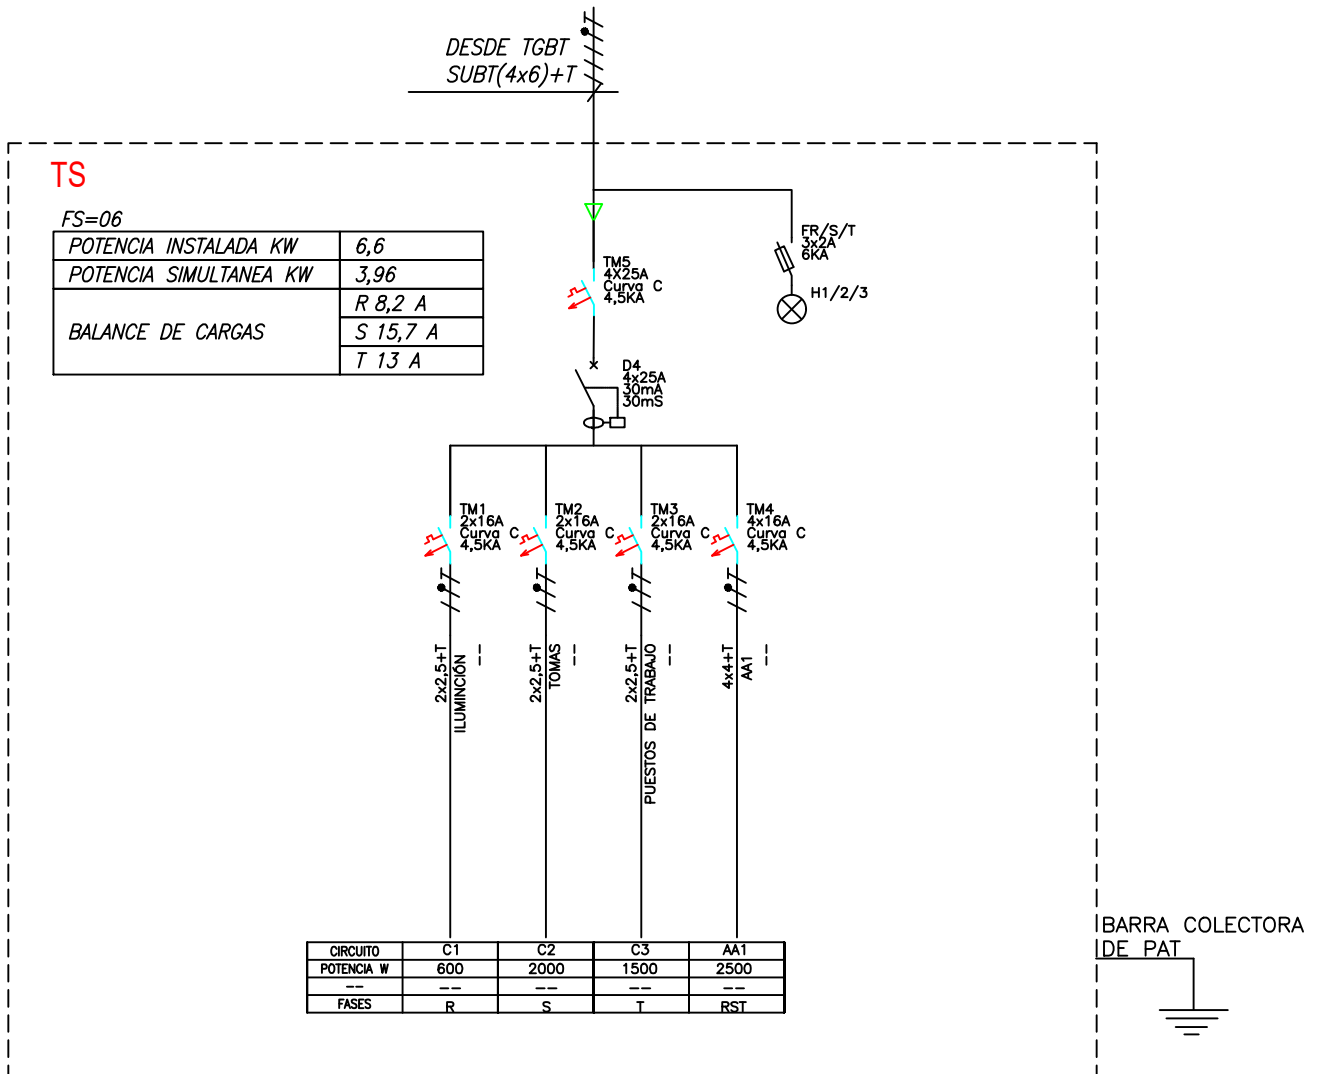 DESDE TGBT
SUBT(4x6)+T
TS
FS=06
POTENCIA INSTALADA KW 6,6
POTENCIA SIMULTANEA KW 3,96
BALANCE DE CARGAS
R 8,2 A
S 15,7 A
T 13 A
FR/S/T
3x2A
6KA
H1/2/3
TM5
4X25A
Curva C
4,5KA
D4
4x25A
30mA
30mS
TM1
2x16A
Curva C
4,5KA
TM2
2x16A
Curva C
4,5KA
TM3
2x16A
Curva C
4,5KA
TM4
4x16A
Curva C
4,5KA
2x2,5+T
ILUMINCIÓN
--
2x2,5+T
TOMAS
--
2x2,5+T
PUESTOS DE TRABAJO
--
4x4+T
AA1
--
CIRCUITO C1 C2 C3 AA1
POTENCIA W 600 2000 1500 2500
-- -- -- -- --
FASES R S T RST
BARRA COLECTORA
DE PAT